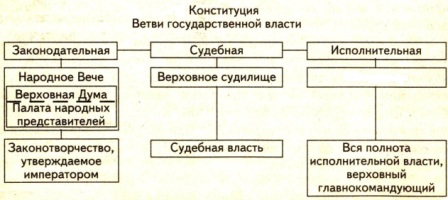 Конституция
Ветви государственной власти
Законодательная
Судебная
Исполнительная
Народное Вече
Верховная Дума
Палата народных
представителей
Верховное судилище
Законотворчество,
утверждаемое
императором
Судебная власть
Вся полнота
исполнительной власти,
верховный
главнокомандующий